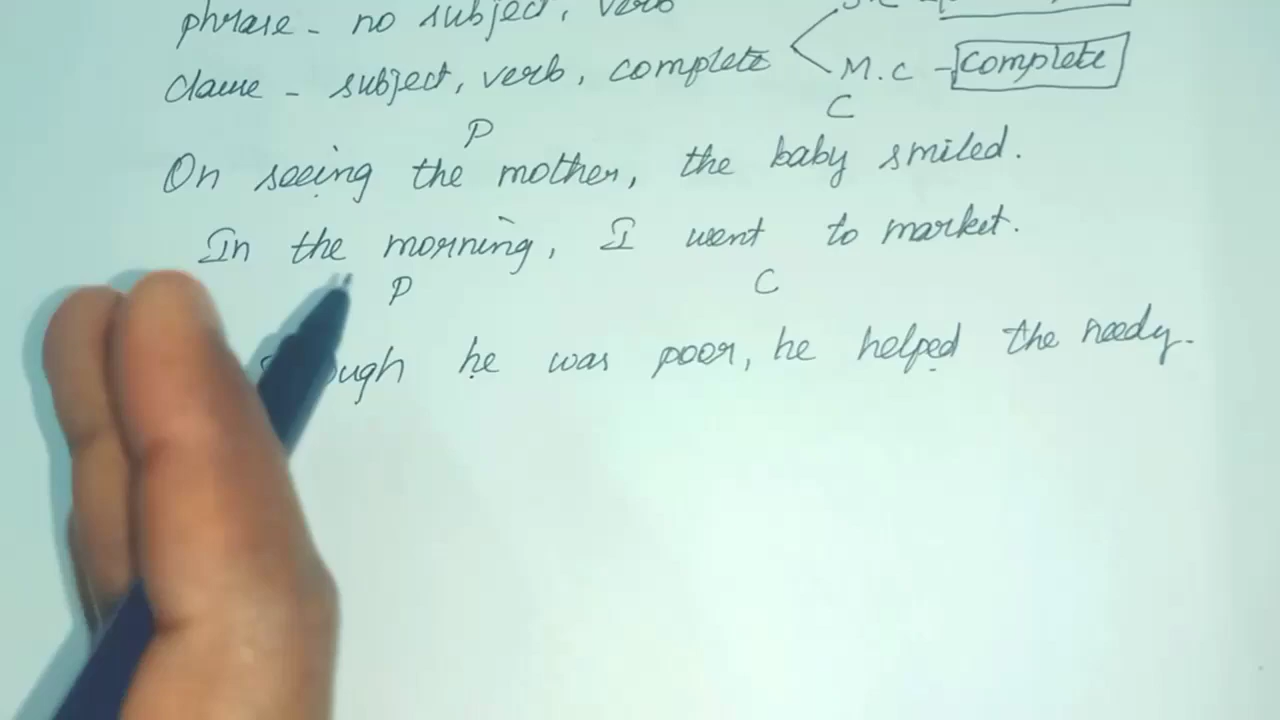 phrase - no subject, verb
clause - subject, verb, complete
M.C - complete
P C
On seeing the mother, the baby smiled.
In the morning, I went to market.
P C
he was poor, he helped the needy.